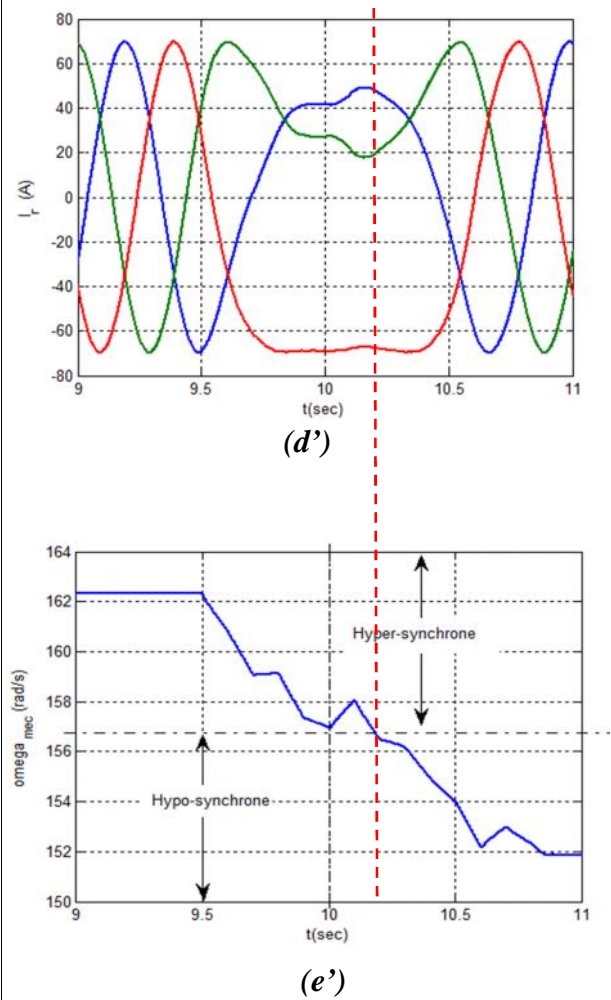 80
60
40
20
0
-20
-40
-60
-80
I_r (A)
9 9.5 10 10.5 11
t(sec)
(d')
164
162
160
158
156
154
152
150
omega_mec (rad/s)
Hyper-synchrone
Hypo-synchrone
9 9.5 10 10.5 11
t(sec)
(e')